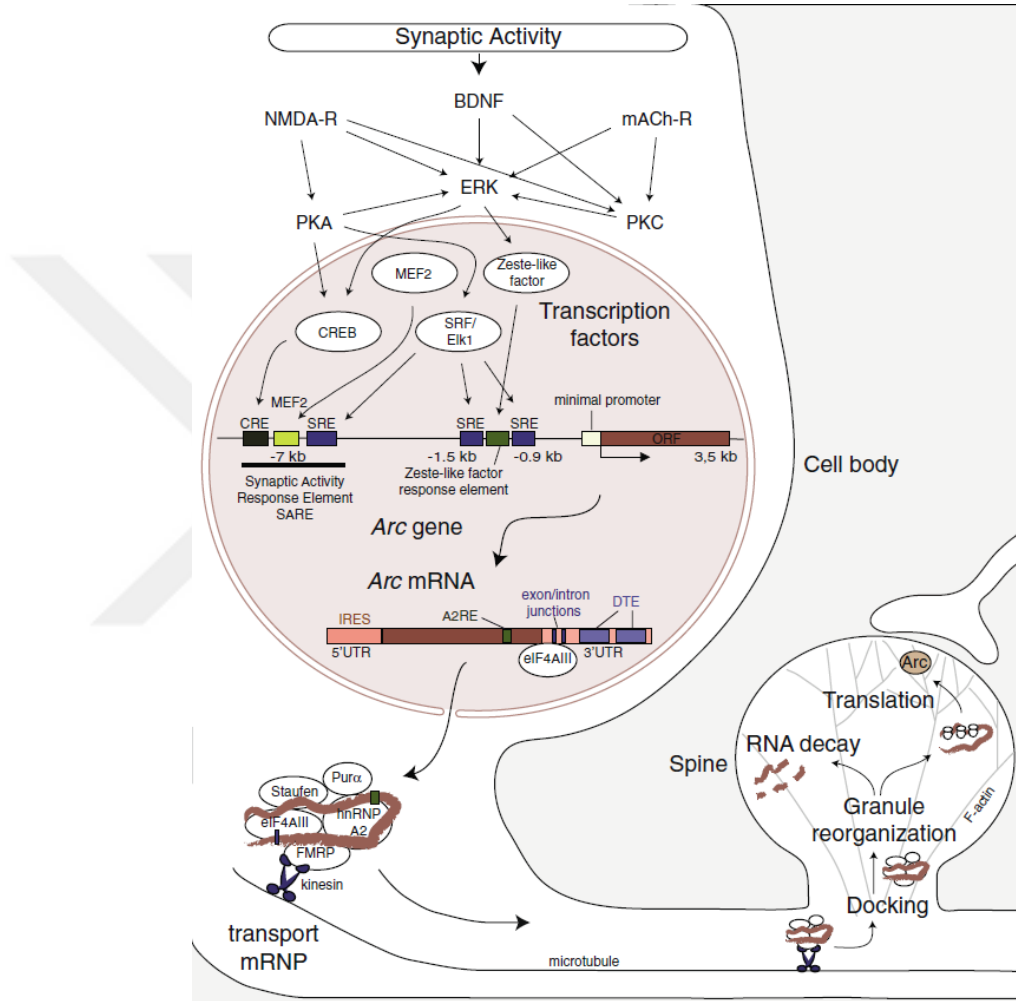 Synaptic Activity
BDNF
NMDA-R
mACh-R
ERK
PKA
PKC
MEF2
Zeste-like
factor
Transcription
factors
CREB
SRF/
Elk1
MEF2
minimal promoter
CRE
SRE
SRE
SRE
ORF
-7 kb
-1.5 kb
-0.9 kb
3,5 kb
Zeste-like factor
response element
Synaptic Activity
Response Element
SARE
Cell body
Arc gene
Arc mRNA
exon/intron
junctions
DTE
IRES
A2RE
5'UTR
eIF4AIII
3'UTR
Arc
Translation
RNA decay
Spine
Granule
reorganization
F-actin
Docking
Purα
Staufen
hnRNP
A2
eIF4AIII
FMRP
kinesin
transport
mRNP
microtubule